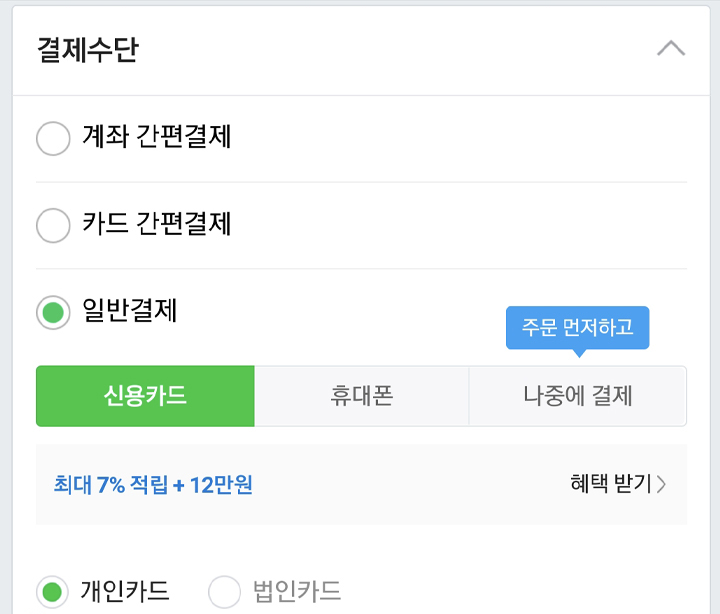 결제수단
계좌 간편결제
카드 간편결제
일반결제
주문 먼저하고
신용카드 휴대폰 나중에 결제
최대 7% 적립 + 12만원 혜택 받기
개인카드 법인카드